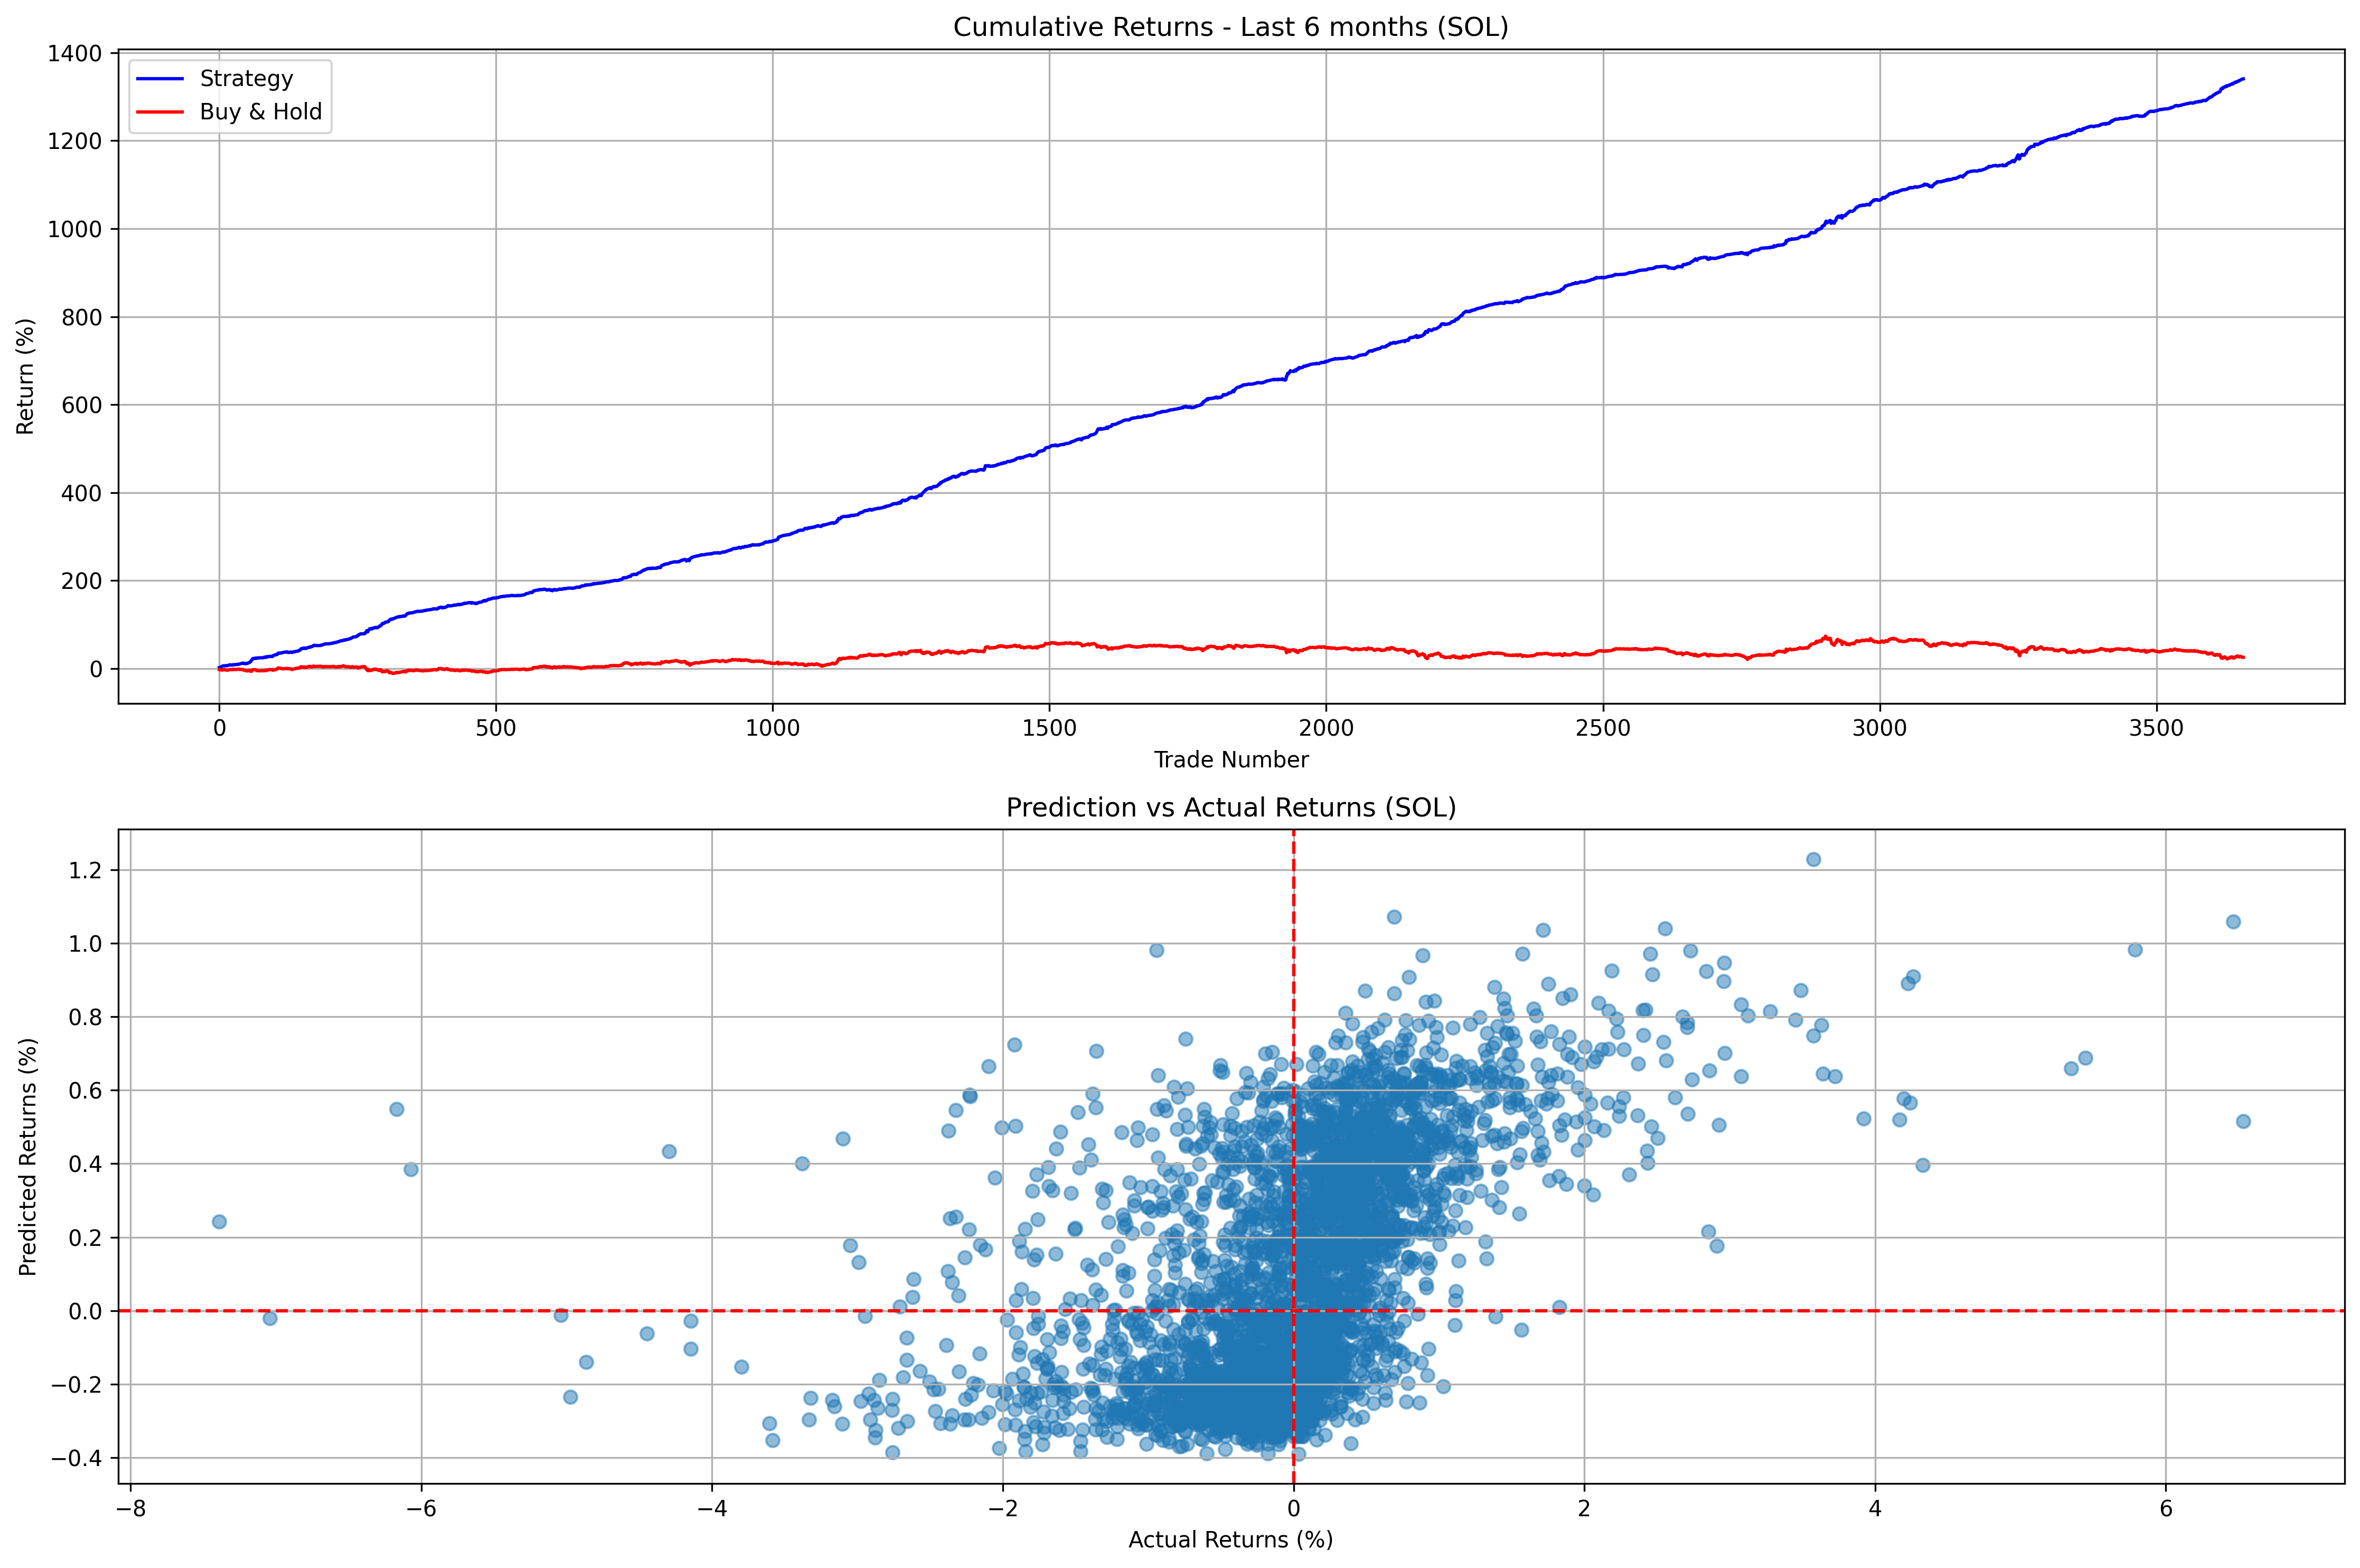 Cumulative Returns - Last 6 months (SOL)
Strategy
Buy & Hold
Return (%)
1400
1200
1000
800
600
400
200
0
0 500 1000 1500 2000 2500 3000 3500
Trade Number
Prediction vs Actual Returns (SOL)
Predicted Returns (%)
1.2
1.0
0.8
0.6
0.4
0.2
0.0
−0.2
−0.4
−8 −6 −4 −2 0 2 4 6
Actual Returns (%)